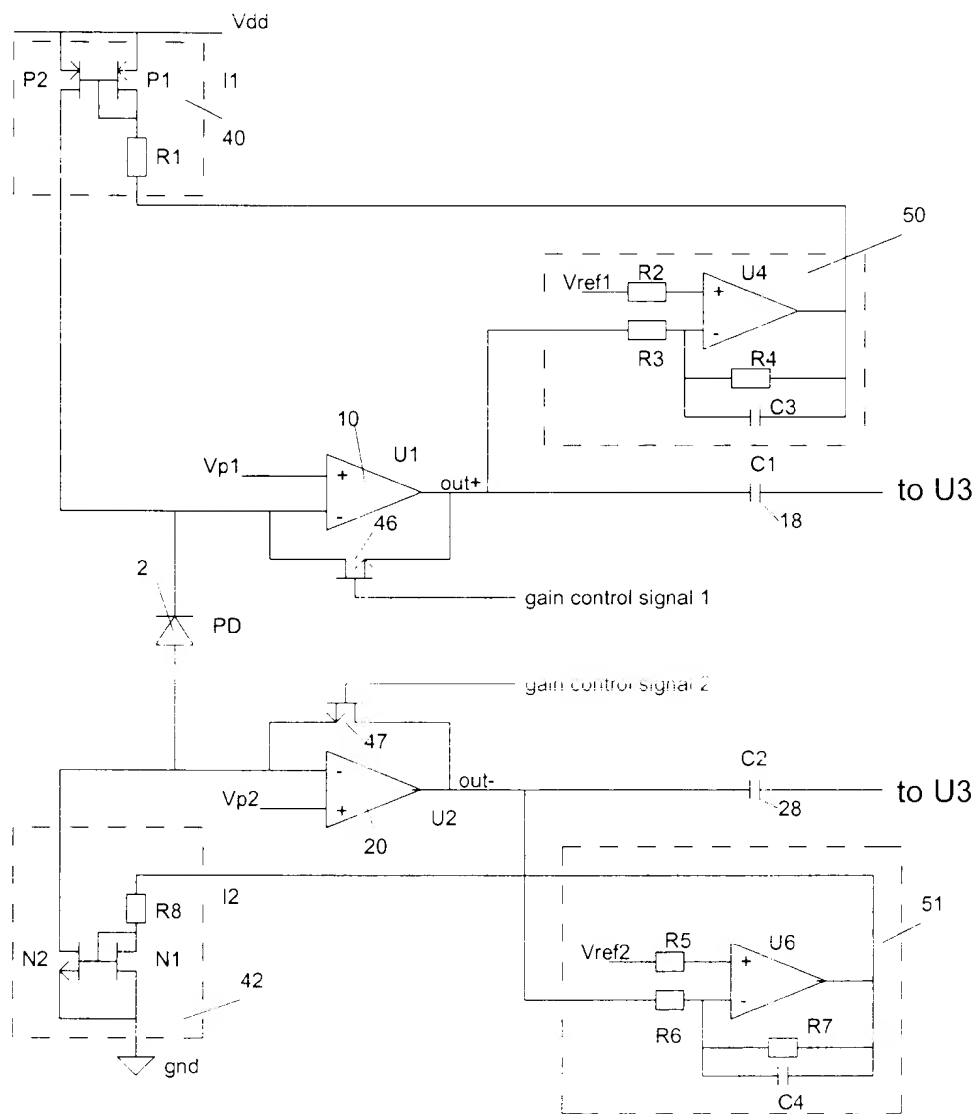 Vdd
P2
P1
I1
40
R1
50
Vref1
R2
U4
+
-
R3
R4
C3
10
U1
Vp1
+
-
out+
C1
to U3
18
46
gain control signal 1
2
PD
gain control signal 2
47
-
Vp2
+
out-
U2
20
C2
to U3
28
I2
R8
N2
N1
42
gnd
51
Vref2
R5
U6
+
-
R6
R7
C4